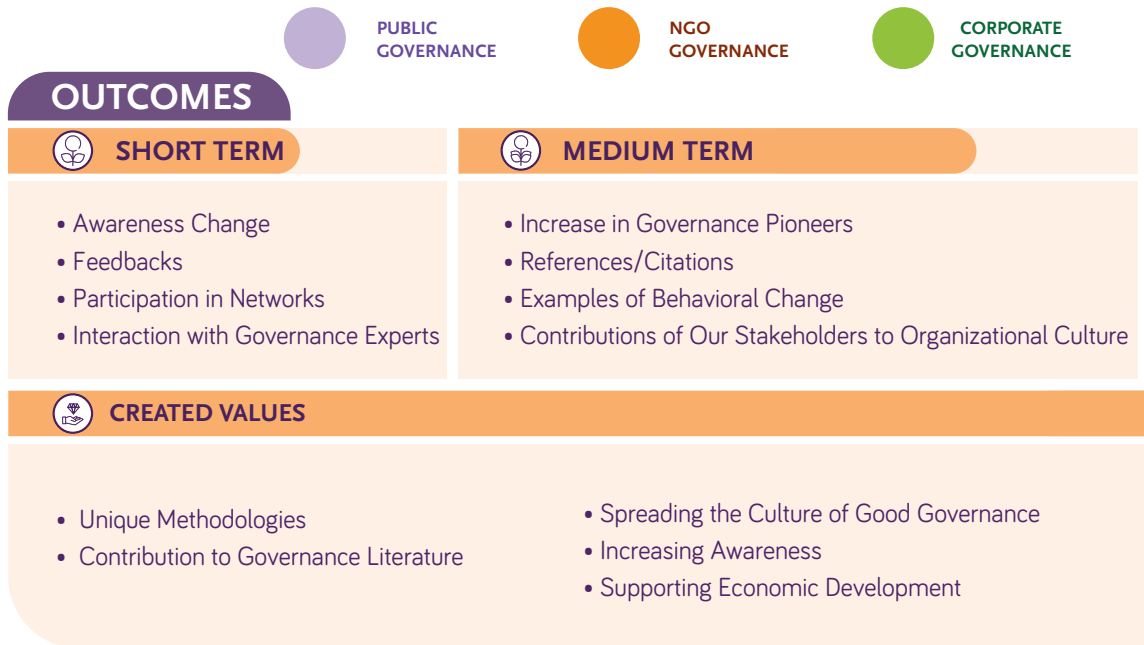 PUBLIC
GOVERNANCE
NGO
GOVERNANCE
CORPORATE
GOVERNANCE
OUTCOMES
SHORT TERM
• Awareness Change
• Feedbacks
• Participation in Networks
• Interaction with Governance Experts
MEDIUM TERM
• Increase in Governance Pioneers
• References/Citations
• Examples of Behavioral Change
• Contributions of Our Stakeholders to Organizational Culture
CREATED VALUES
• Unique Methodologies
• Contribution to Governance Literature
• Spreading the Culture of Good Governance
• Increasing Awareness
• Supporting Economic Development